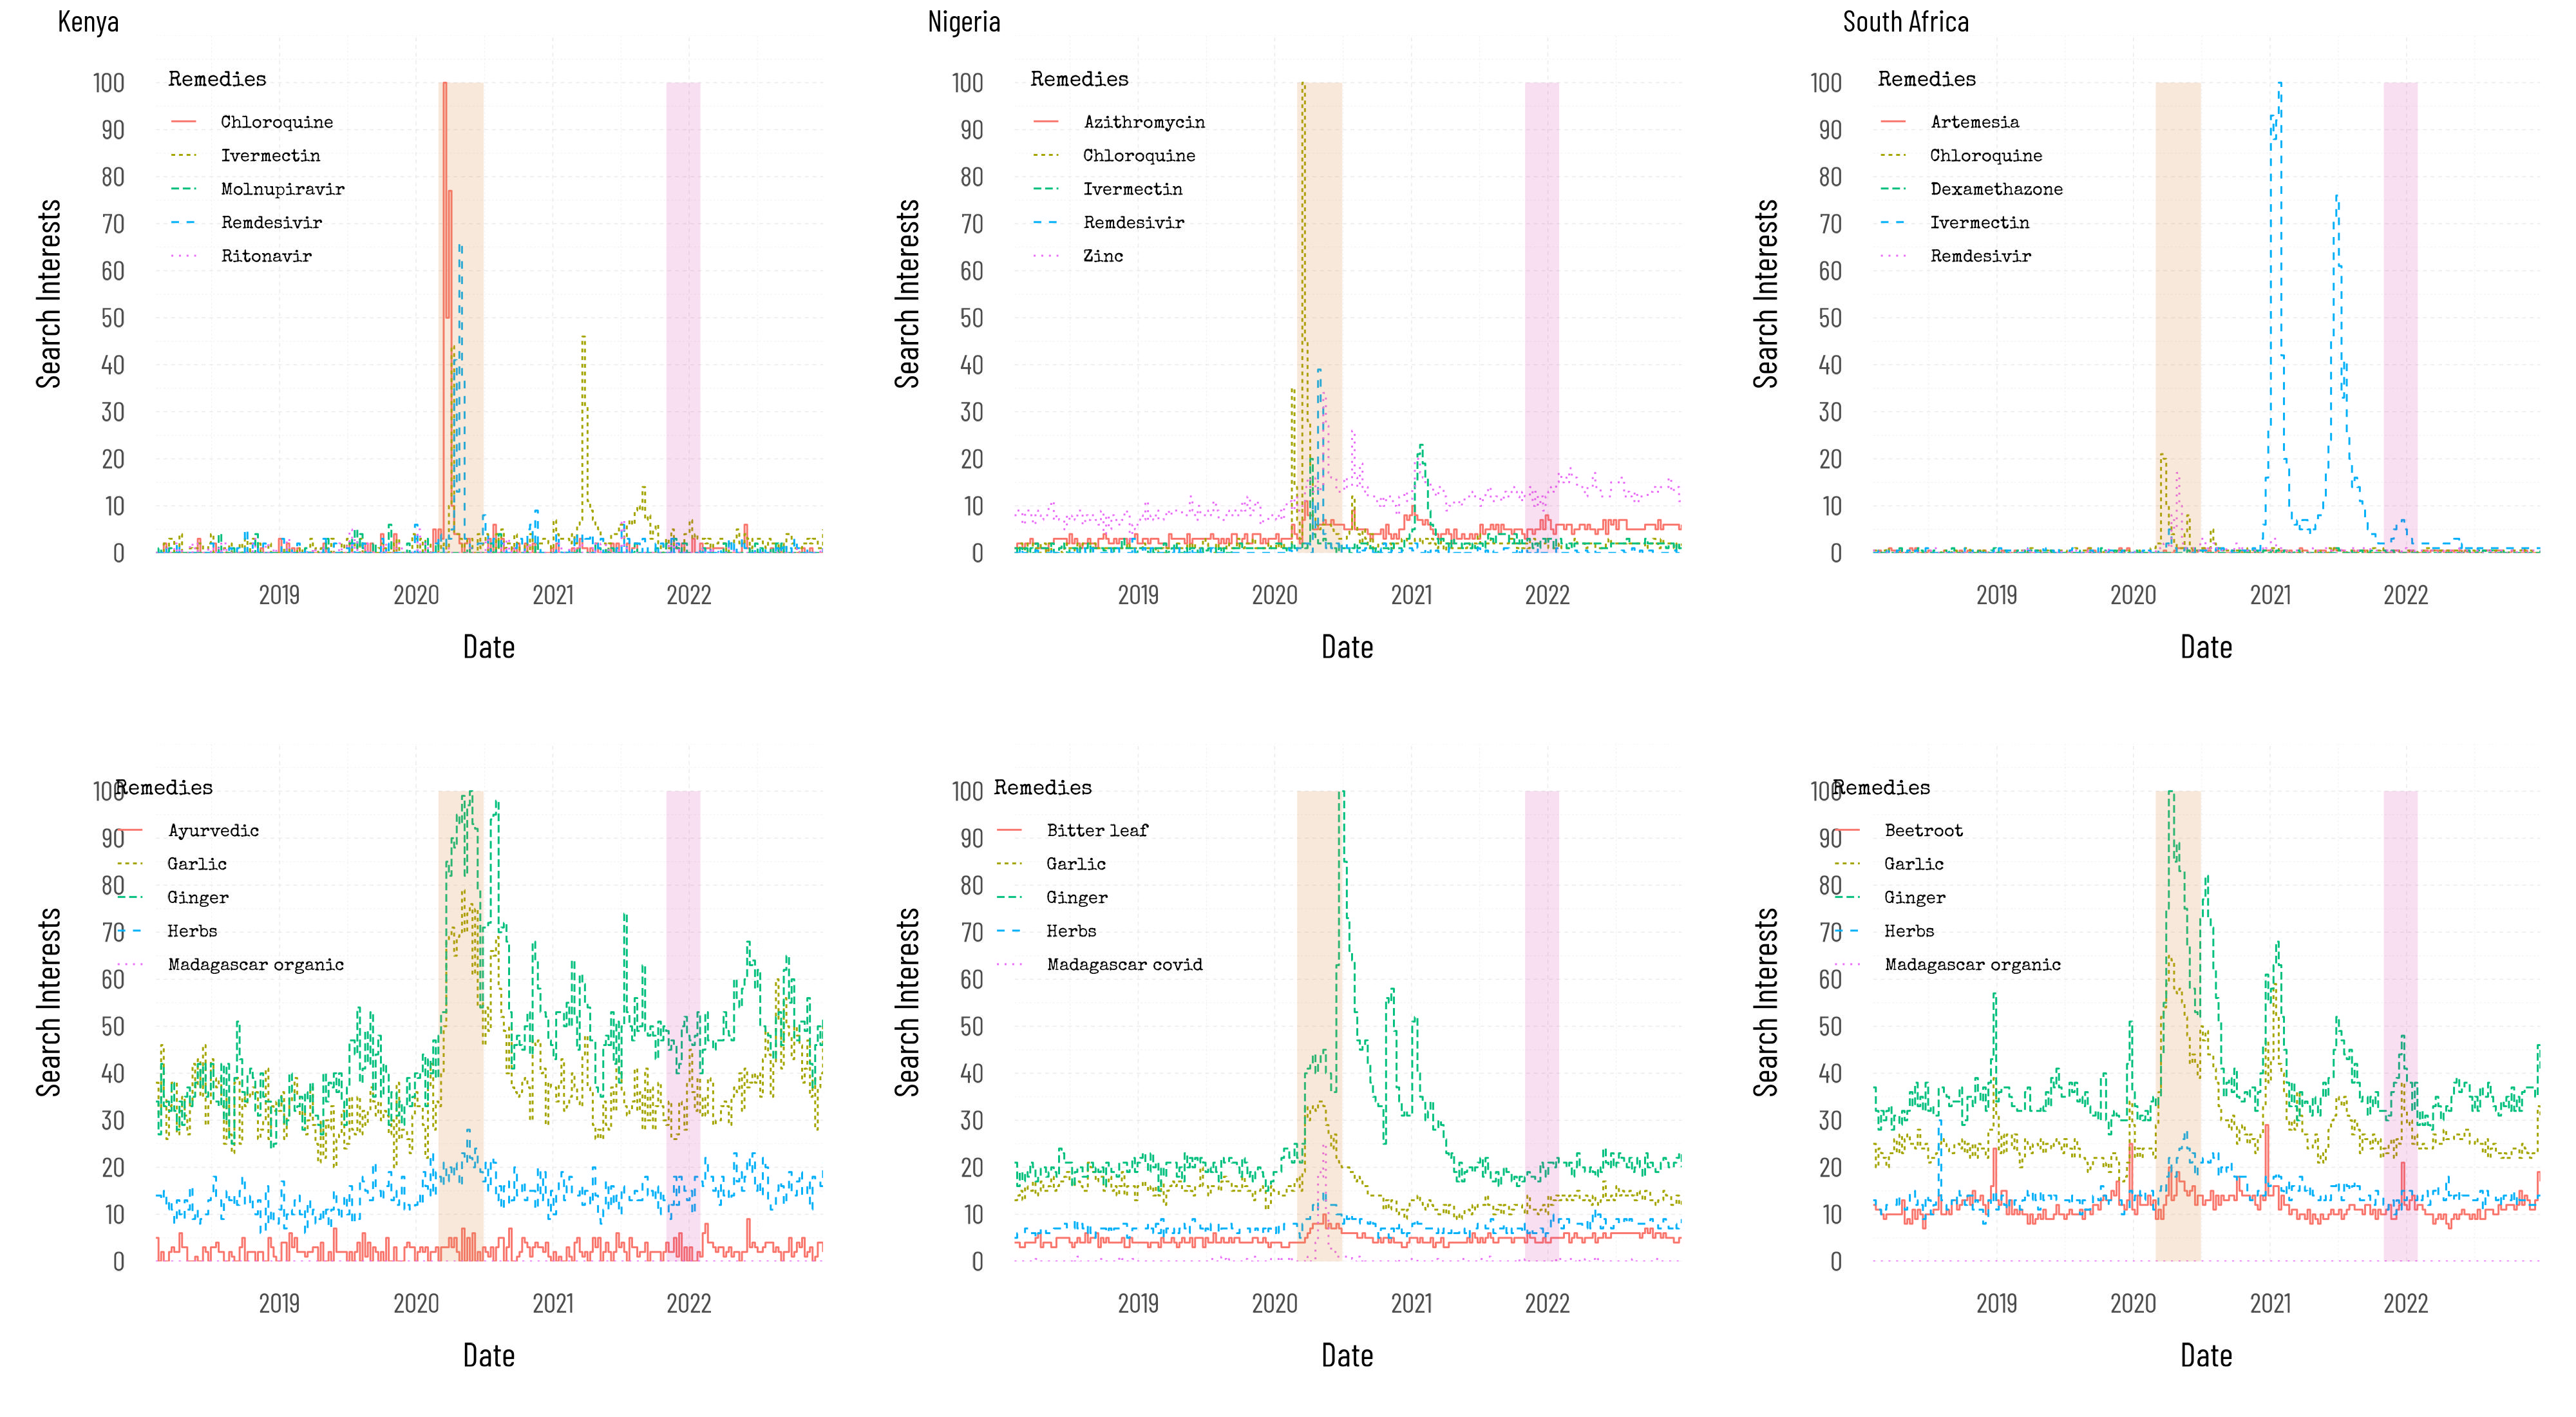 Kenya
Nigeria
South Africa
Search Interests
100
90
80
70
60
50
40
30
20
10
0
Remedies
Chloroquine
Ivermectin
Molnupiravir
Remdesivir
Ritonavir
2019
2020
2021
2022
Date
Search Interests
100
90
80
70
60
50
40
30
20
10
0
Remedies
Azithromycin
Chloroquine
Ivermectin
Remdesivir
Zinc
2019
2020
2021
2022
Date
Search Interests
100
90
80
70
60
50
40
30
20
10
0
Remedies
Artemesia
Chloroquine
Dexamethazone
Ivermectin
Remdesivir
2019
2020
2021
2022
Date
Search Interests
100
90
80
70
60
50
40
30
20
10
0
Remedies
Ayurvedic
Garlic
Ginger
Herbs
Madagascar organic
2019
2020
2021
2022
Date
Search Interests
100
90
80
70
60
50
40
30
20
10
0
Remedies
Bitter leaf
Garlic
Ginger
Herbs
Madagascar covid
2019
2020
2021
2022
Date
Search Interests
100
90
80
70
60
50
40
30
20
10
0
Remedies
Beetroot
Garlic
Ginger
Herbs
Madagascar organic
2019
2020
2021
2022
Date